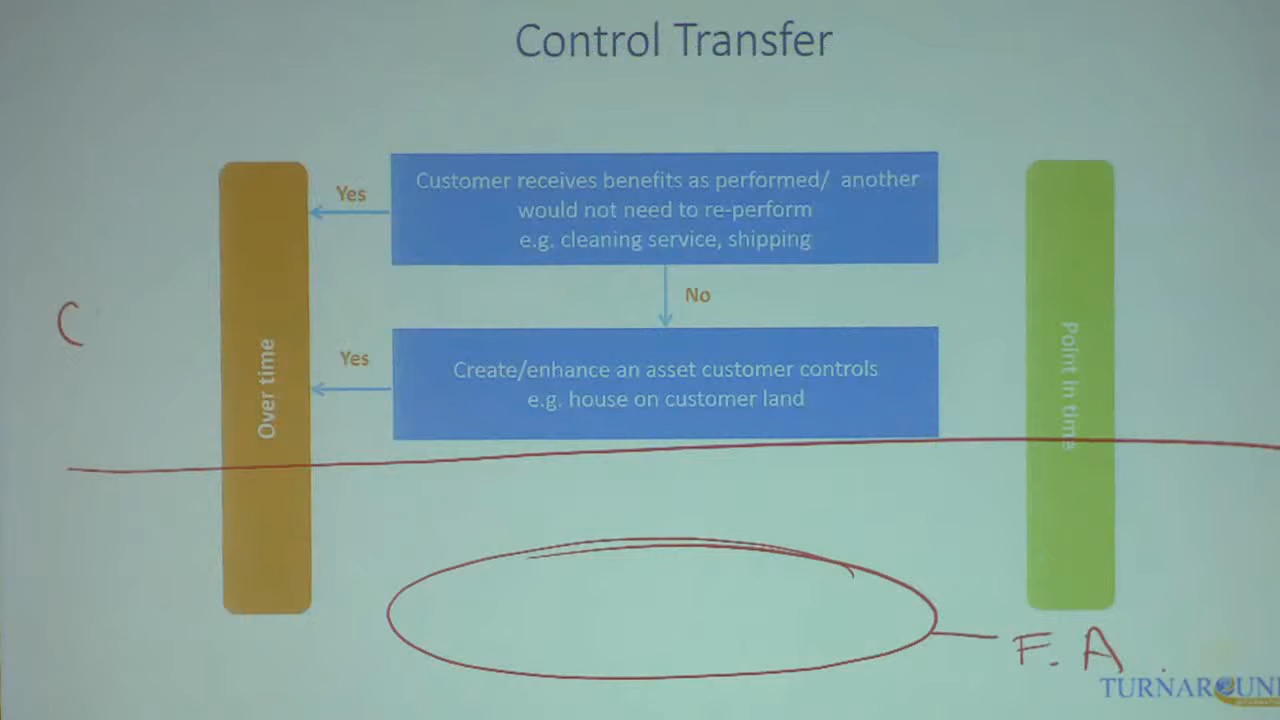 Control Transfer
Customer receives benefits as performed/ another
would not need to re-perform
e.g. cleaning service, shipping
Yes
No
Create/enhance an asset customer controls
e.g. house on customer land
Yes
Over time
Point in time
C
F.A
TURNAROUND